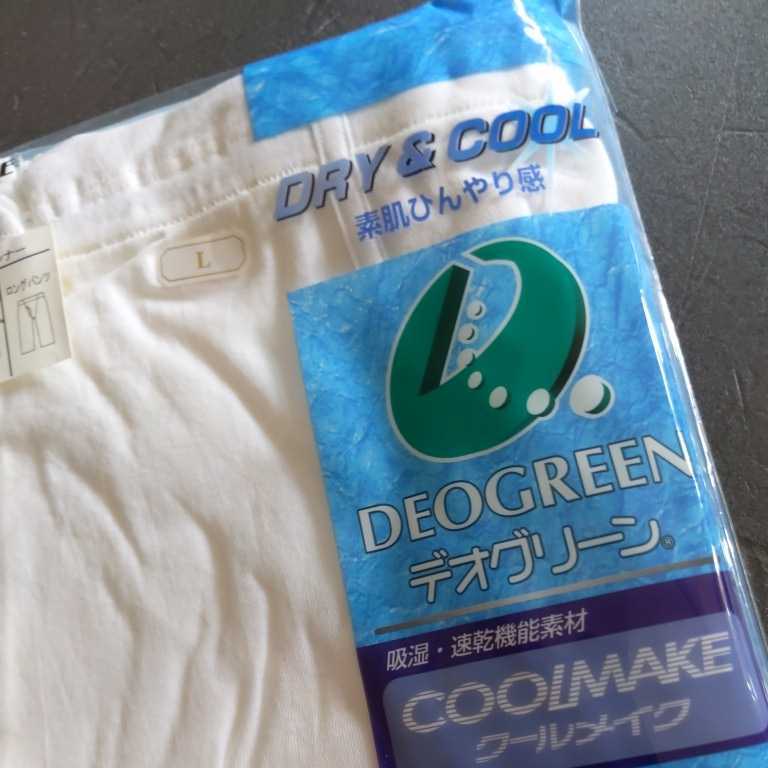 DRY & COOL
素肌ひんやり感
L
ロングパンツ
DEOGREEN
デオグリーン®
吸湿・速乾機能素材
COOLMAKE
クールメイク